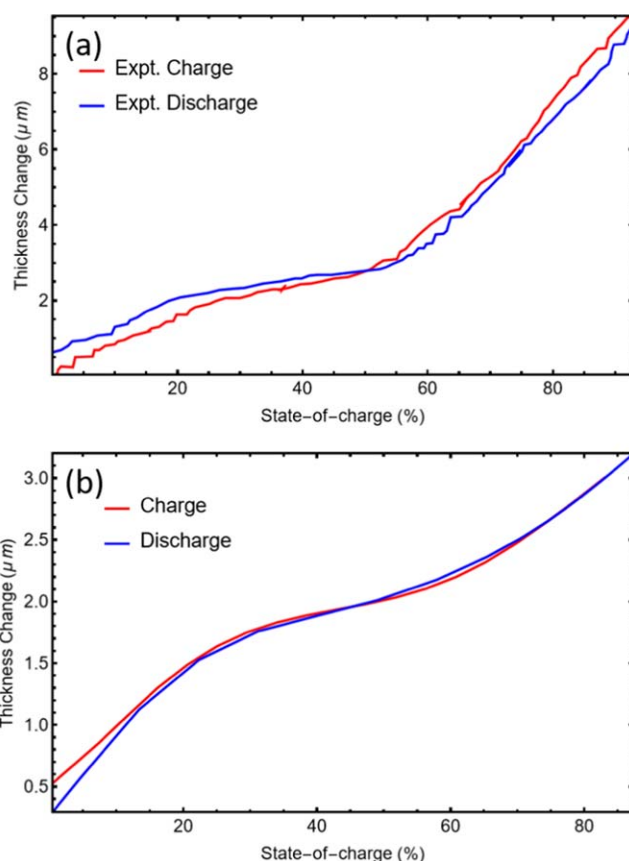 (a)
Expt. Charge
Expt. Discharge
Thickness Change (μm)
8
6
4
2
20 40 60 80
State-of-charge (%)
(b)
Charge
Discharge
Thickness Change (μm)
3.0
2.5
2.0
1.5
1.0
0.5
20 40 60 80
State-of-charge (%)